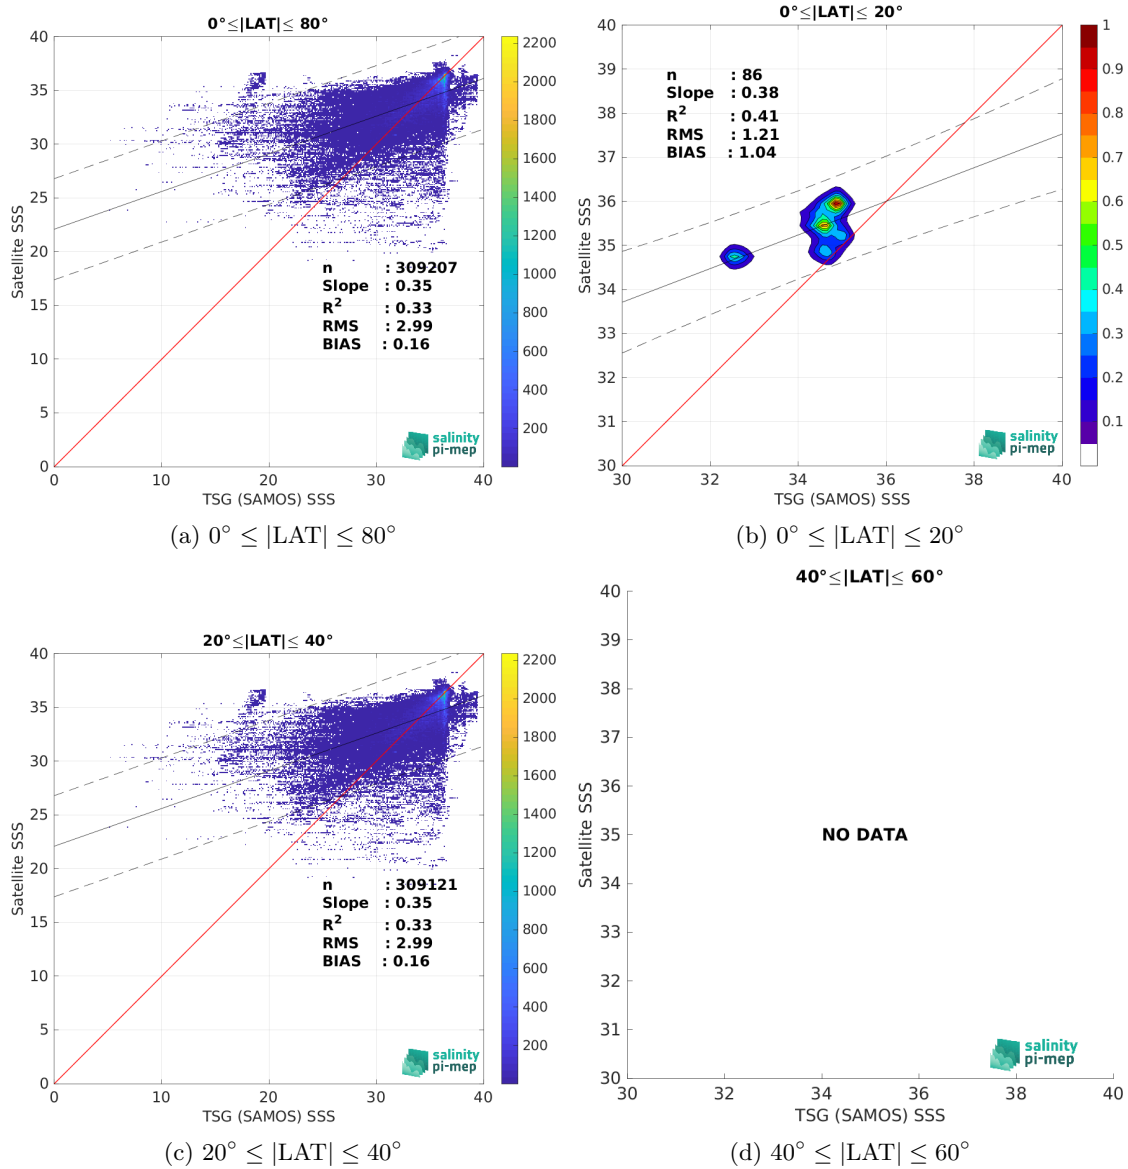 0°≤|LAT|≤ 80°
40
35
30
25
20
15
10
5
0
0
10
20
30
40
Satellite SSS
TSG (SAMOS) SSS
n : 309207
Slope : 0.35
R² : 0.33
RMS : 2.99
BIAS : 0.16
2200
2000
1800
1600
1400
1200
1000
800
600
400
200
salinity
pi-mep
(a) 0° ≤ |LAT| ≤ 80°
0°≤|LAT|≤ 20°
40
39
38
37
36
35
34
33
32
31
30
30
32
34
36
38
40
Satellite SSS
TSG (SAMOS) SSS
n : 86
Slope : 0.38
R² : 0.41
RMS : 1.21
BIAS : 1.04
1
0.9
0.8
0.7
0.6
0.5
0.4
0.3
0.2
0.1
salinity
pi-mep
(b) 0° ≤ |LAT| ≤ 20°
20°≤|LAT|≤ 40°
40
35
30
25
20
15
10
5
0
0
10
20
30
40
Satellite SSS
TSG (SAMOS) SSS
n : 309121
Slope : 0.35
R² : 0.33
RMS : 2.99
BIAS : 0.16
2200
2000
1800
1600
1400
1200
1000
800
600
400
200
salinity
pi-mep
(c) 20° ≤ |LAT| ≤ 40°
40°≤|LAT|≤ 60°
40
39
38
37
36
35
34
33
32
31
30
30
32
34
36
38
40
Satellite SSS
TSG (SAMOS) SSS
NO DATA
salinity
pi-mep
(d) 40° ≤ |LAT| ≤ 60°